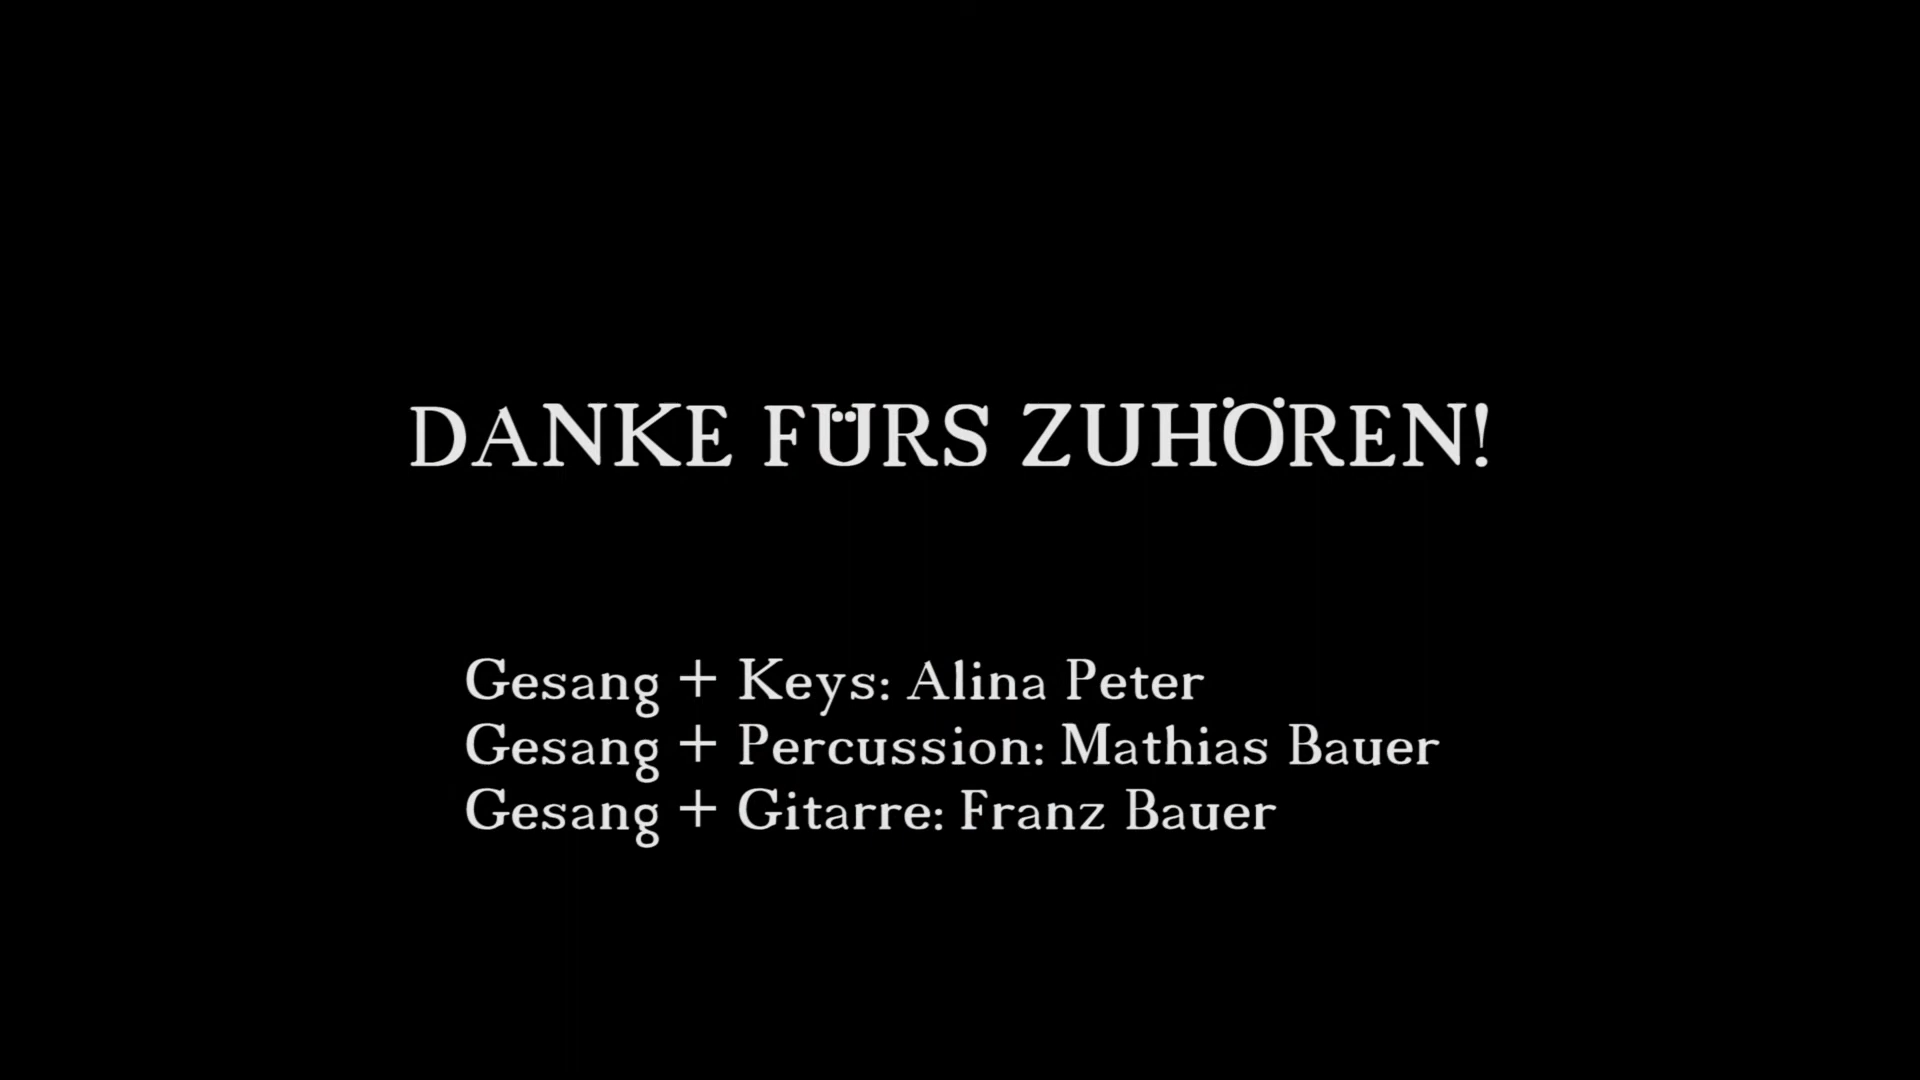 DANKE FÜRS ZUHÖREN!
Gesang + Keys: Alina Peter
Gesang + Percussion: Mathias Bauer
Gesang + Gitarre: Franz Bauer